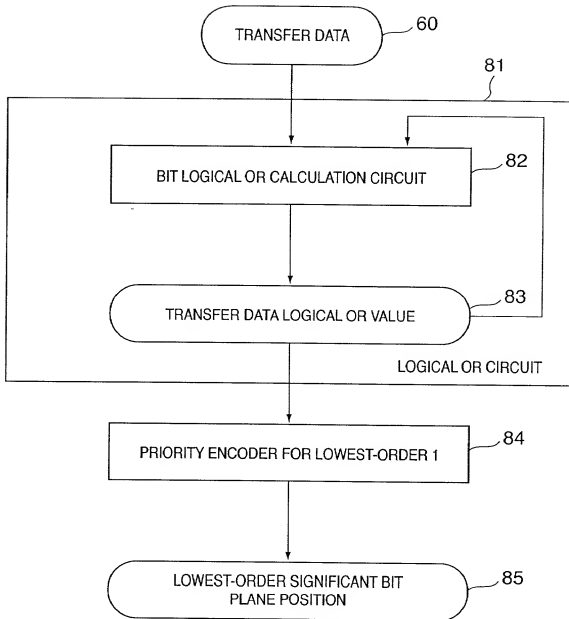 TRANSFER DATA
60
81
BIT LOGICAL OR CALCULATION CIRCUIT
82
TRANSFER DATA LOGICAL OR VALUE
83
LOGICAL OR CIRCUIT
PRIORITY ENCODER FOR LOWEST-ORDER 1
84
LOWEST-ORDER SIGNIFICANT BIT
PLANE POSITION
85